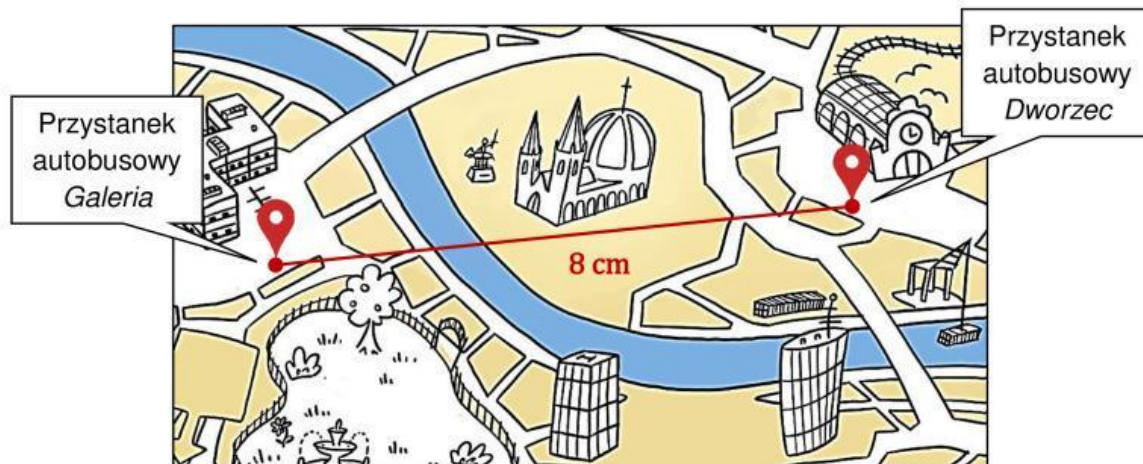 Przystanek
autobusowy
Galeria
Przystanek
autobusowy
Dworzec
8 cm